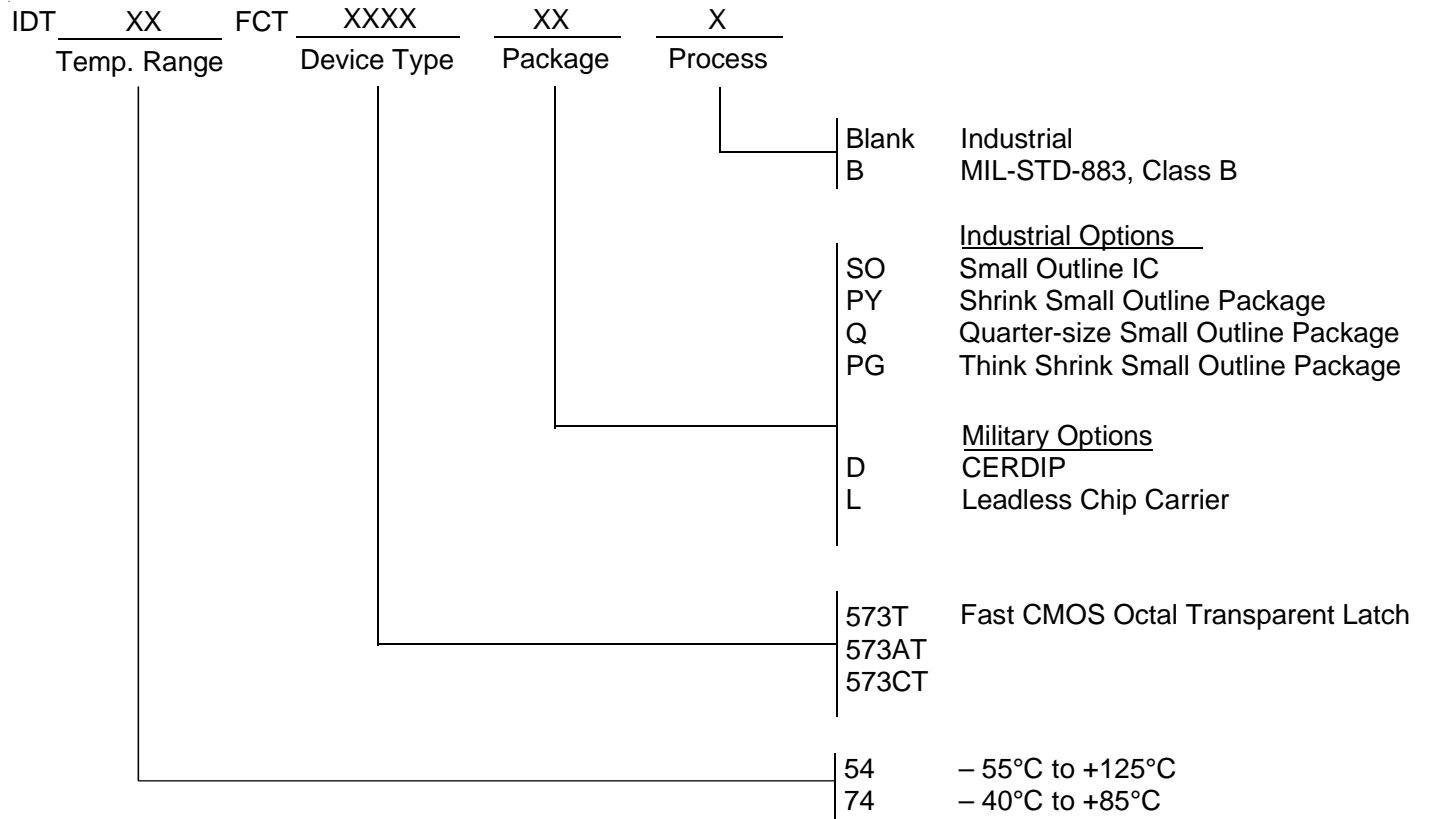 IDT XX FCT XXXX XX X
Temp. Range Device Type Package Process
Blank Industrial
B MIL-STD-883, Class B
Industrial Options
SO Small Outline IC
PY Shrink Small Outline Package
Q Quarter-size Small Outline Package
PG Think Shrink Small Outline Package
Military Options
D CERDIP
L Leadless Chip Carrier
573T Fast CMOS Octal Transparent Latch
573AT
573CT
54 – 55°C to +125°C
74 – 40°C to +85°C